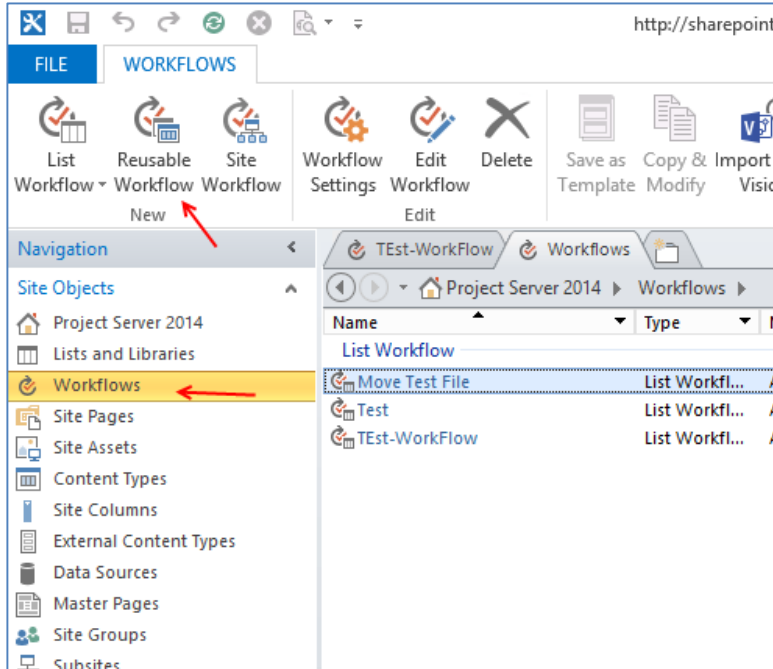 http://sharepoint
FILE WORKFLOWS
List Workflow
Reusable Workflow
Site Workflow
New
Workflow Settings
Edit Workflow
Delete
Edit
Save as Template
Copy & Modify
Import
Visio
Navigation
Site Objects
Project Server 2014
Lists and Libraries
Workflows
Site Pages
Site Assets
Content Types
Site Columns
External Content Types
Data Sources
Master Pages
Site Groups
Subsites
TEst-WorkFlow Workflows
Project Server 2014 Workflows
Name Type
List Workflow
Move Test File List Workfl...
Test List Workfl...
TEst-WorkFlow List Workfl...